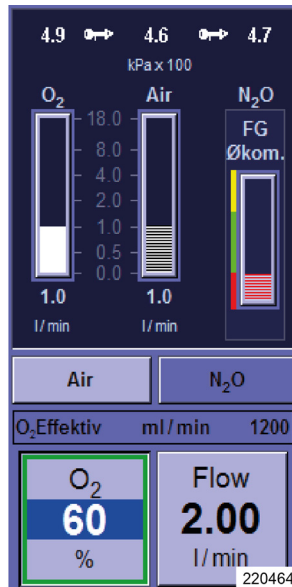 4.9 4.6 4.7
kPa x 100
O₂ Air N₂O
18.0
8.0
4.0
2.0
1.0
0.5
0.0
FG
Økom.
1.0 1.0
l/min l/min
Air N₂O
O₂Effektiv ml/min 1200
O₂ Flow
60 2.00
% l/min